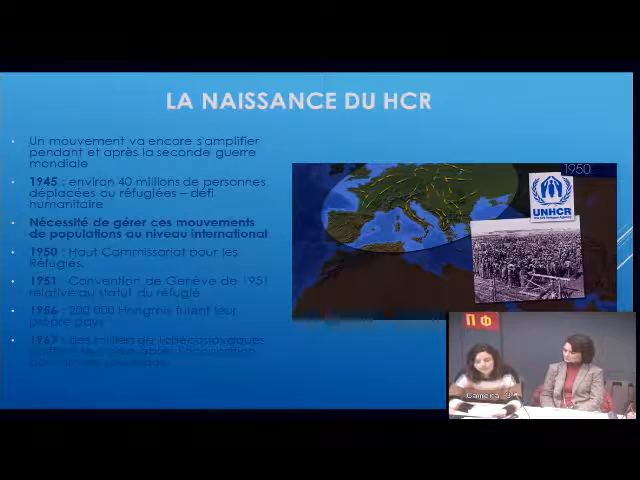 LA NAISSANCE DU HCR
• Un mouvement va encore s'amplifier
pendant et après la seconde guerre
mondiale
• 1945 : environ 40 millions de personnes
déplacées ou réfugiées – défi
humanitaire
• Nécessité de gérer ces mouvements
de populations au niveau international
• 1950 : Haut Commissariat pour les
Réfugiés.
• 1951 : Convention de Genève de 1951
relative au statut du réfugié
• 1956 : 200 000 Hongrois fuient leur
propre pays
• 1967 : des milliers de Tchécoslovaques
1950
UNHCR
Π Φ
Camera